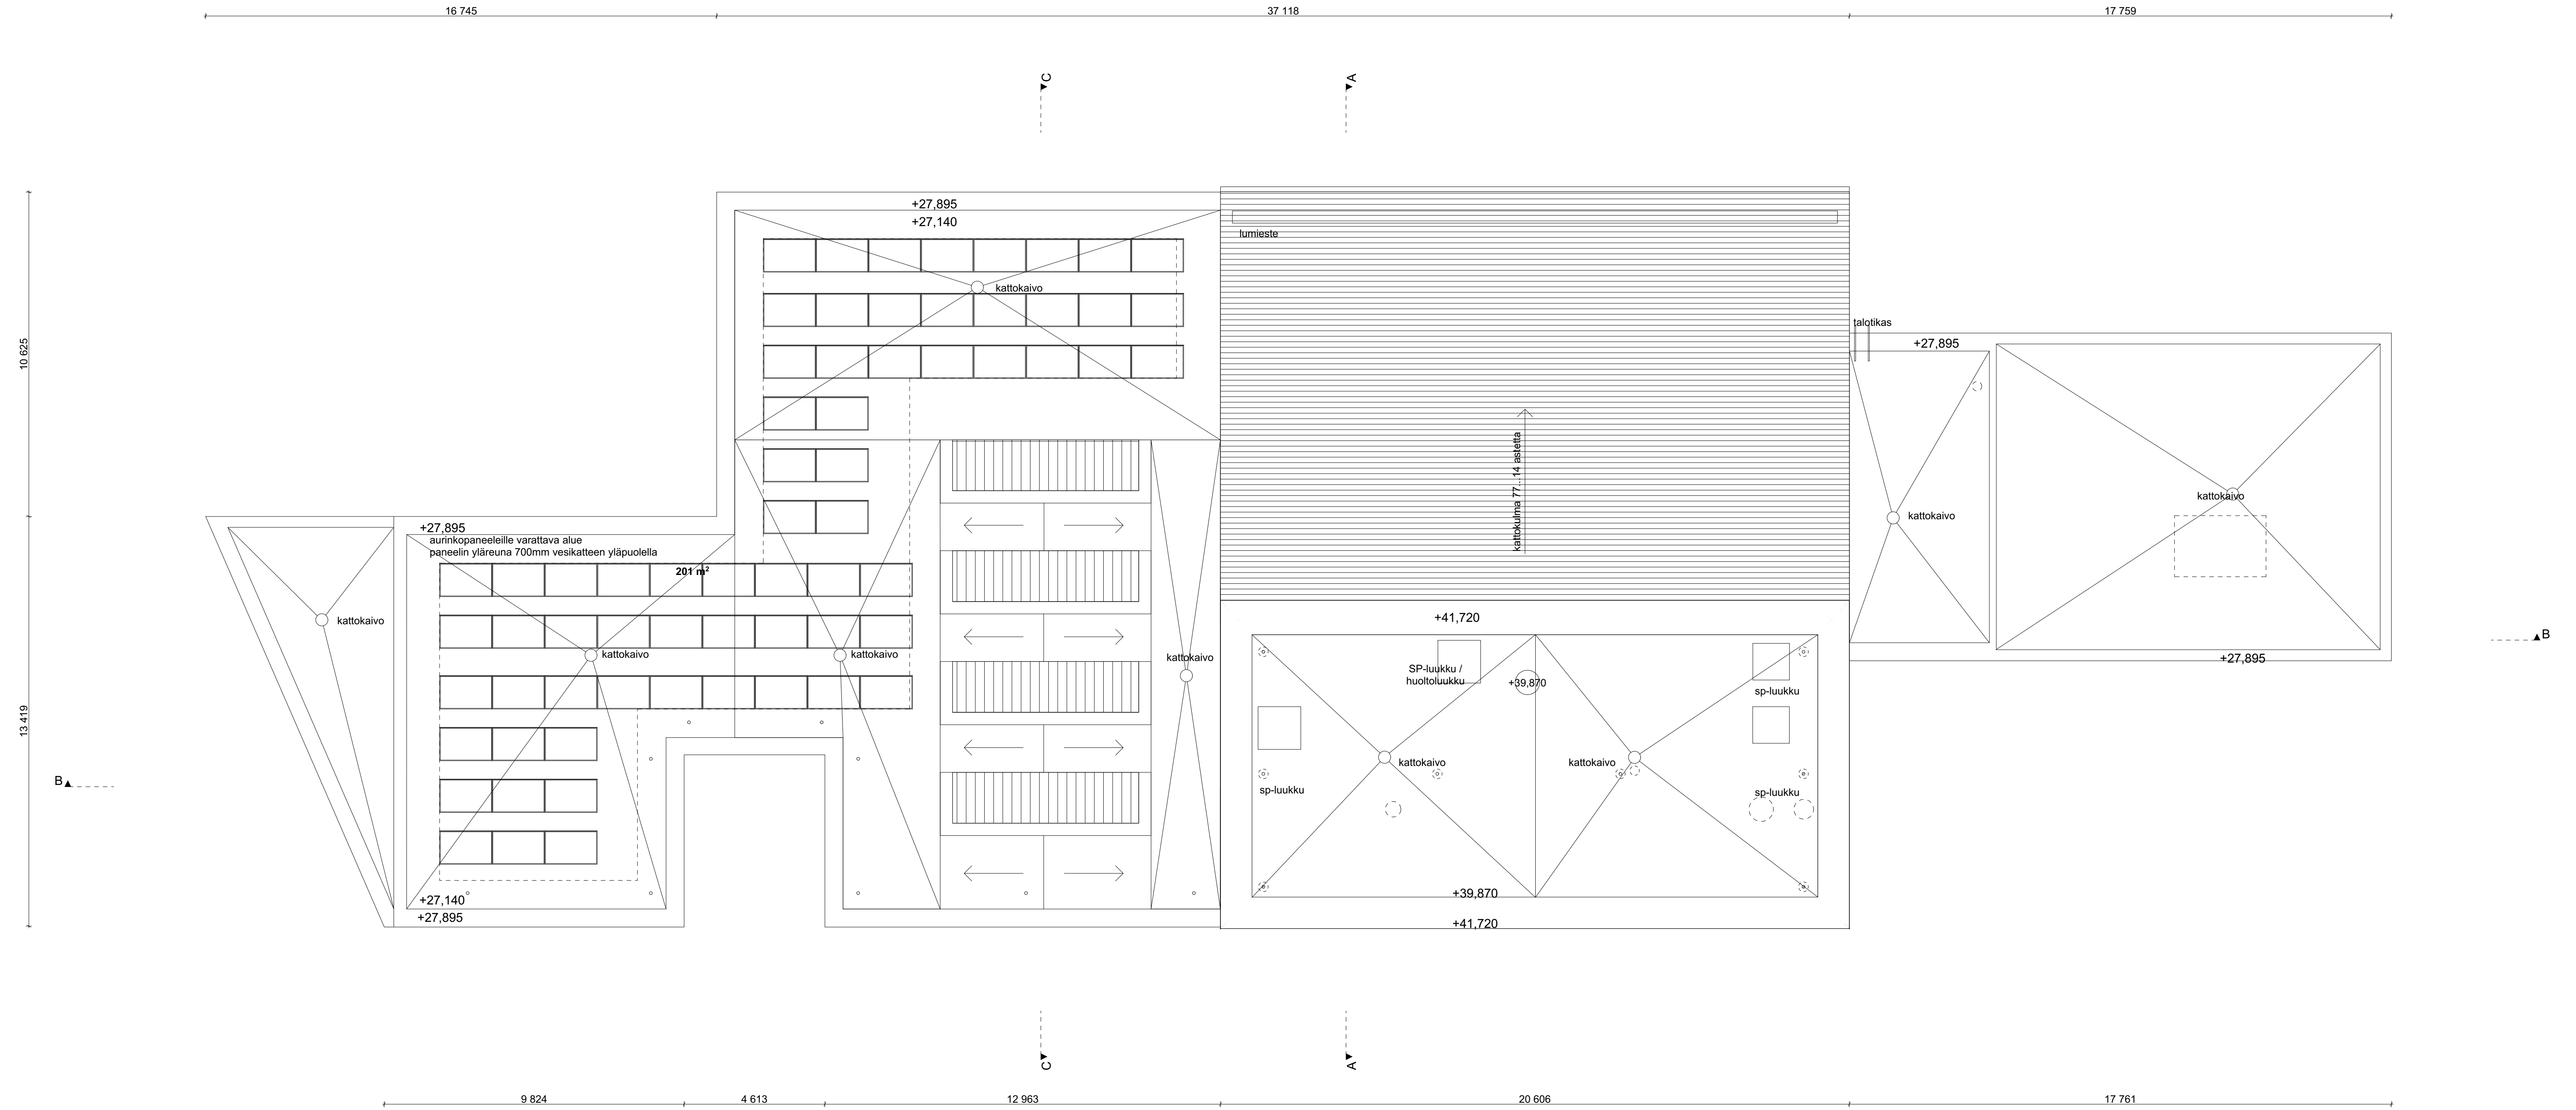 16 745
37 118
17 759
C
A
+27,895
+27,140
lumieste
kattokaivo
talotikas
+27,895
10 625
kattokulma 77...14 astetta
kattokaivo
kattokaivo
+27,895
aurinkopaneeleille varattava alue
paneelin yläreuna 700mm vesikatteen yläpuolella
201 m²
kattokaivo
+41,720
B
kattokaivo
kattokaivo
kattokaivo
+27,895
SP-luukku /
huoltoluukku
+39,870
sp-luukku
13 419
kattokaivo
kattokaivo
B
sp-luukku
sp-luukku
+27,140
+39,870
+27,895
+41,720
C
A
9 824
4 613
12 963
20 606
17 761